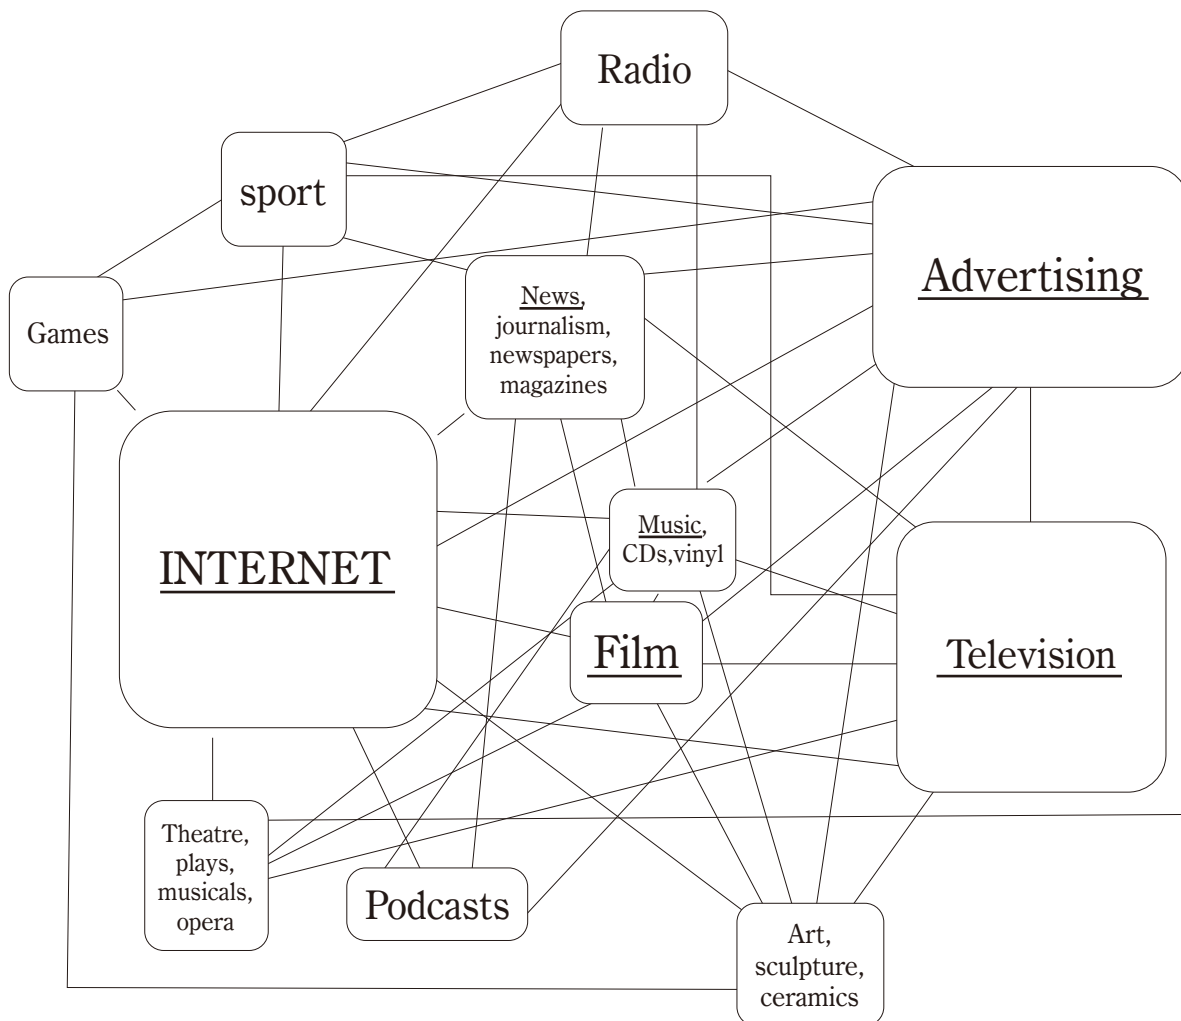 Radio
sport
Advertising
News,
journalism,
newspapers,
magazines
Games
INTERNET
Music,
CDs,vinyl
Film
Television
Theatre,
plays,
musicals,
opera
Podcasts
Art,
sculpture,
ceramics